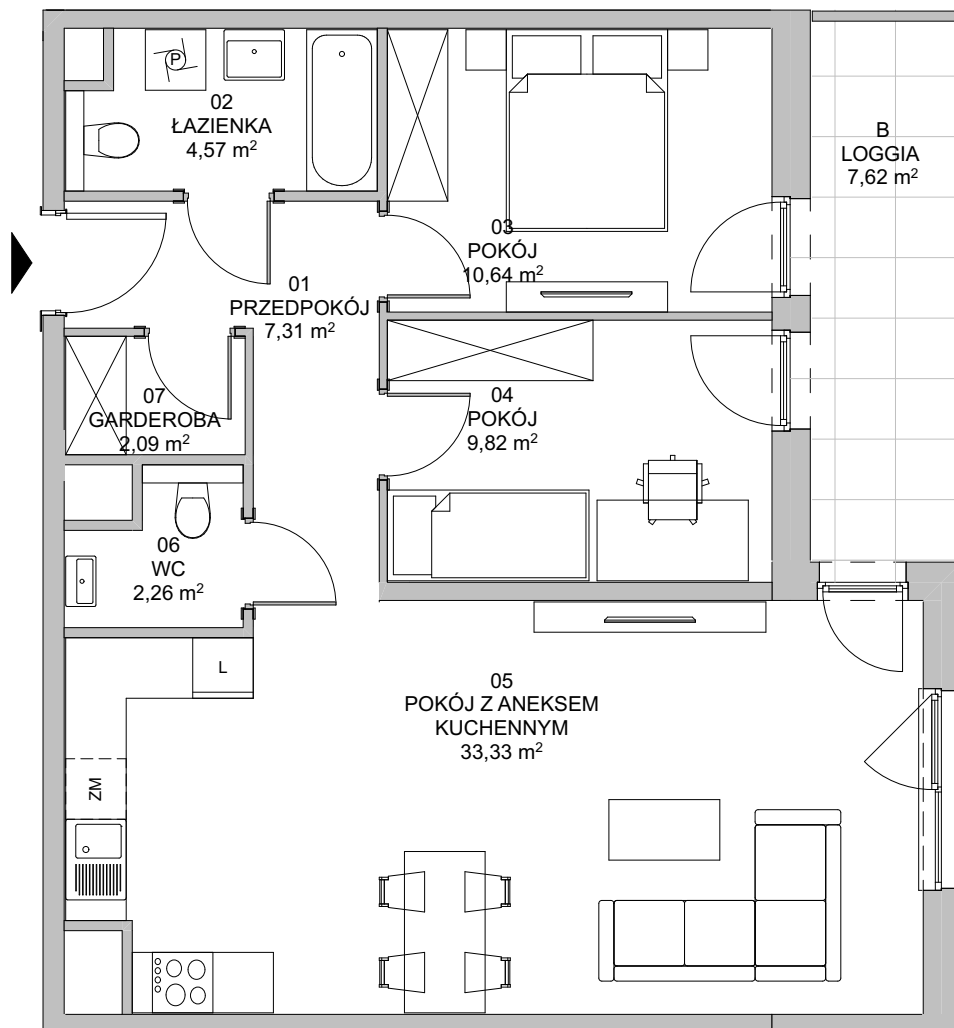 P
02
ŁAZIENKA
4,57 m²
B
LOGGIA
7,62 m²
03
POKÓJ
10,64 m²
01
PRZEDPOKÓJ
7,31 m²
07
GARDEROBA
2,09 m²
04
POKÓJ
9,82 m²
06
WC
2,26 m²
L
05
POKÓJ Z ANEKSEM
KUCHENNYM
33,33 m²
ZM